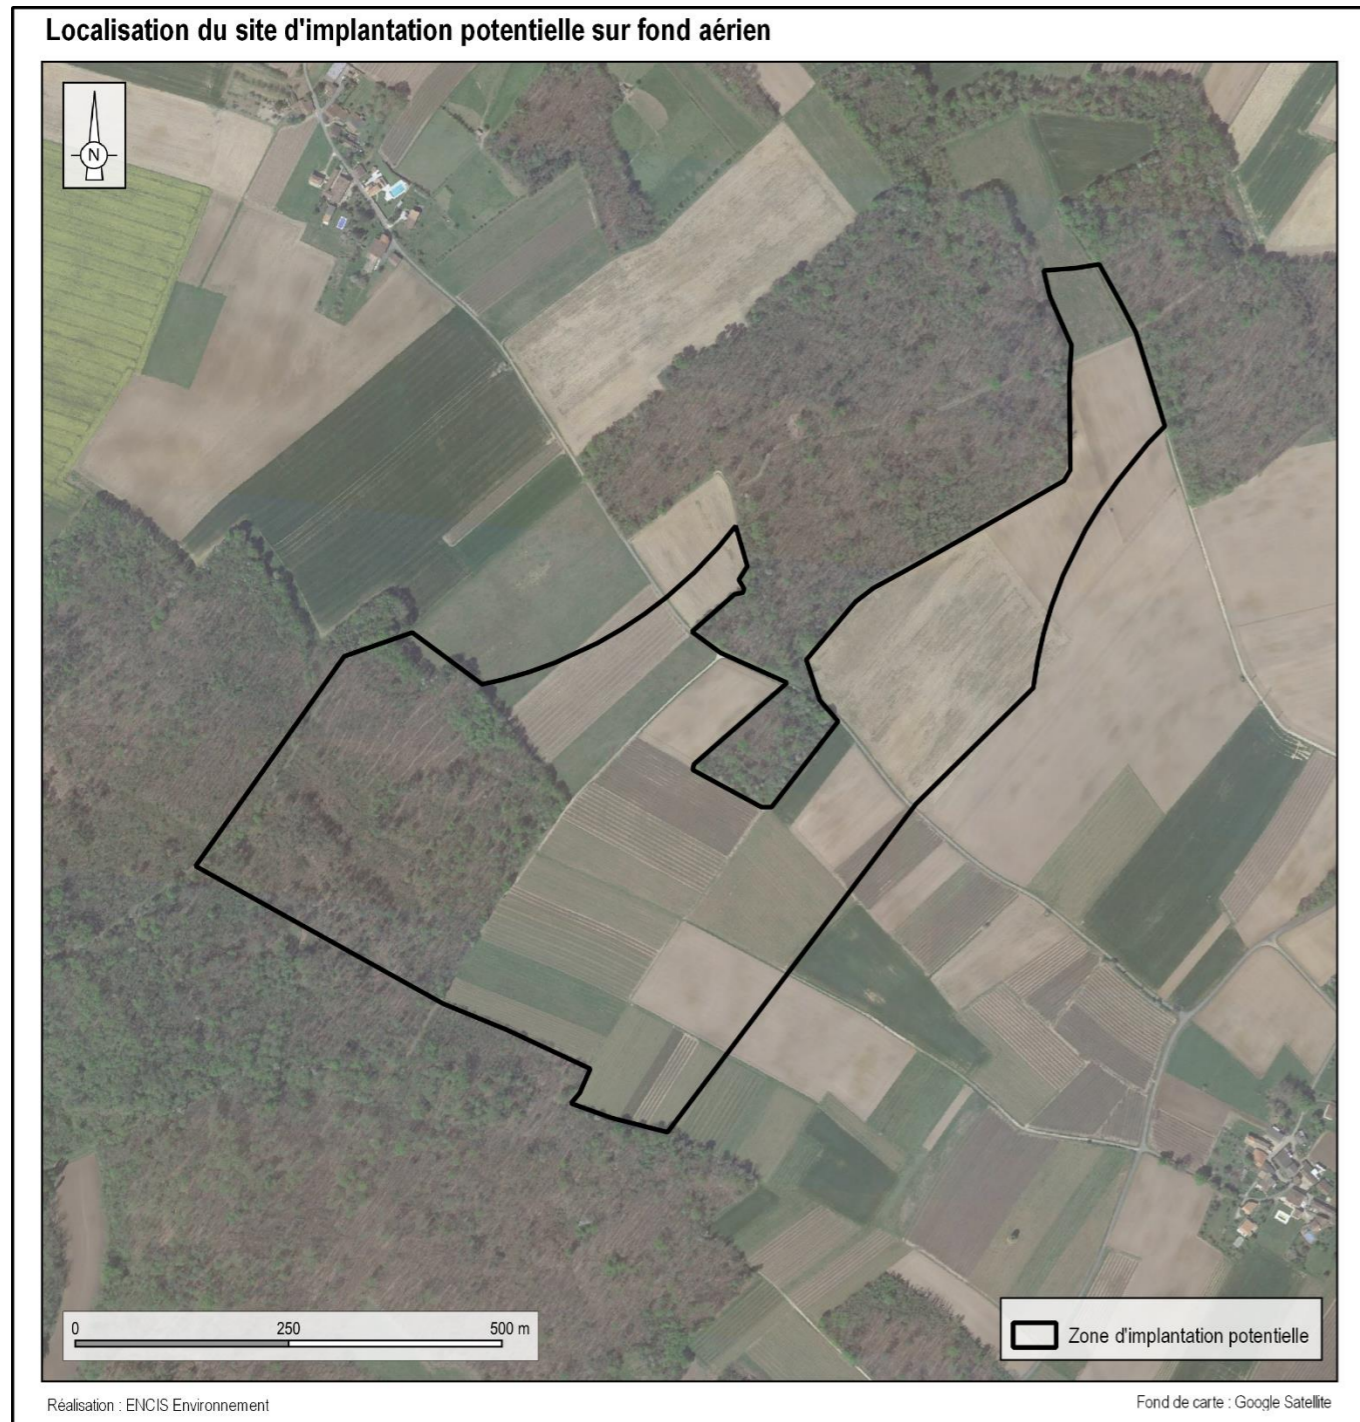 Localisation du site d'implantation potentielle sur fond aérien
N
0 250 500 m
Zone d'implantation potentielle
Réalisation : ENCIS Environnement
Fond de carte : Google Satellite